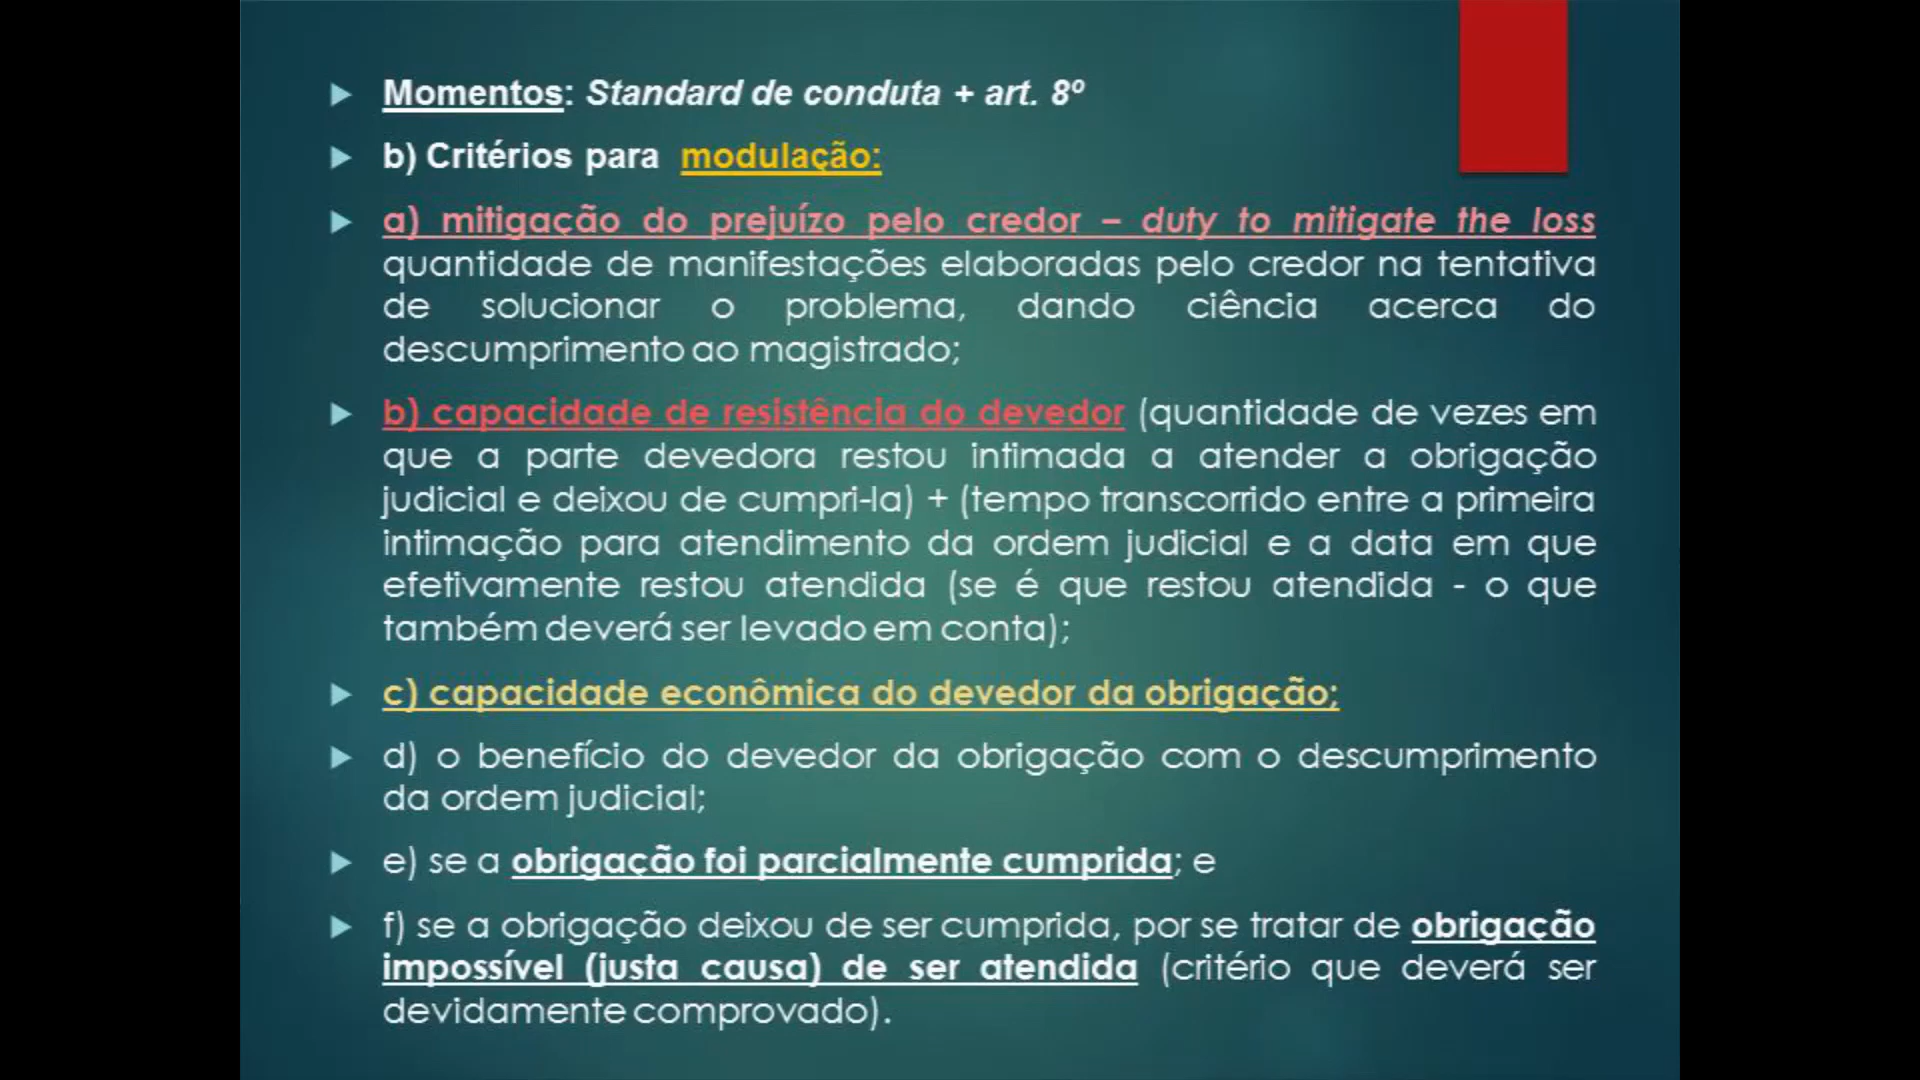 Momentos: Standard de conduta + art. 8º
b) Critérios para modulação:
a) mitigação do prejuízo pelo credor – duty to mitigate the loss
quantidade de manifestações elaboradas pelo credor na tentativa
de solucionar o problema, dando ciência acerca do
descumprimento ao magistrado;
b) capacidade de resistência do devedor (quantidade de vezes em
que a parte devedora restou intimada a atender a obrigação
judicial e deixou de cumpri-la) + (tempo transcorrido entre a primeira
intimação para atendimento da ordem judicial e a data em que
efetivamente restou atendida (se é que restou atendida - o que
também deverá ser levado em conta);
c) capacidade econômica do devedor da obrigação;
d) o benefício do devedor da obrigação com o descumprimento
da ordem judicial;
e) se a obrigação foi parcialmente cumprida; e
f) se a obrigação deixou de ser cumprida, por se tratar de obrigação
impossível (justa causa) de ser atendida (critério que deverá ser
devidamente comprovado).